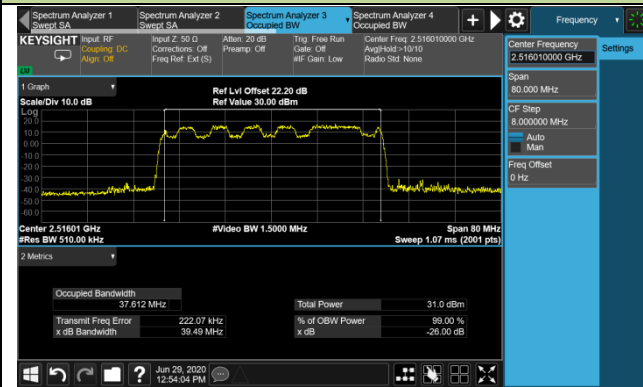 Spectrum Analyzer 1
Swept SA
Spectrum Analyzer 2
Swept SA
Spectrum Analyzer 3
Occupied BW
Spectrum Analyzer 4
Occupied BW
Frequency
KEYSIGHT
Input: RF
Coupling: DC
Align: Off
Input Z: 50 Ω
Corrections: Off
Freq Ref: Ext (S)
Atten: 20 dB
Preamp: Off
Trig: Free Run
Gate: Off
#IF Gain: Low
Center Freq: 2.516010000 GHz
Avg|Hold:>10/10
Radio Std: None
LV
1 Graph
Scale/Div 10.0 dB
Ref Lvl Offset 22.20 dB
Ref Value 30.00 dBm
Log
20.0
10.0
0.00
-10.0
-20.0
-30.0
-40.0
-50.0
-60.0
Center 2.51601 GHz
#Res BW 510.00 kHz
#Video BW 1.5000 MHz
Span 80 MHz
Sweep 1.07 ms (2001 pts)
2 Metrics
Occupied Bandwidth
37.612 MHz
Transmit Freq Error 222.07 kHz
x dB Bandwidth 39.49 MHz
Total Power 31.0 dBm
% of OBW Power 99.00 %
x dB -26.00 dB
Jun 29, 2020
12:54:04 PM
Center Frequency
2.516010000 GHz
Settings
Span
80.000 MHz
CF Step
8.000000 MHz
Auto
Man
Freq Offset
0 Hz